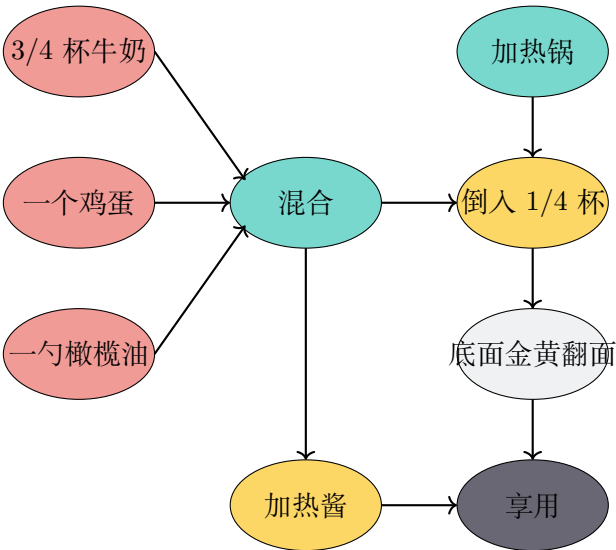 3/4 杯牛奶
加热锅
一个鸡蛋
混合
倒入 1/4 杯
一勺橄榄油
底面金黄翻面
加热酱
享用